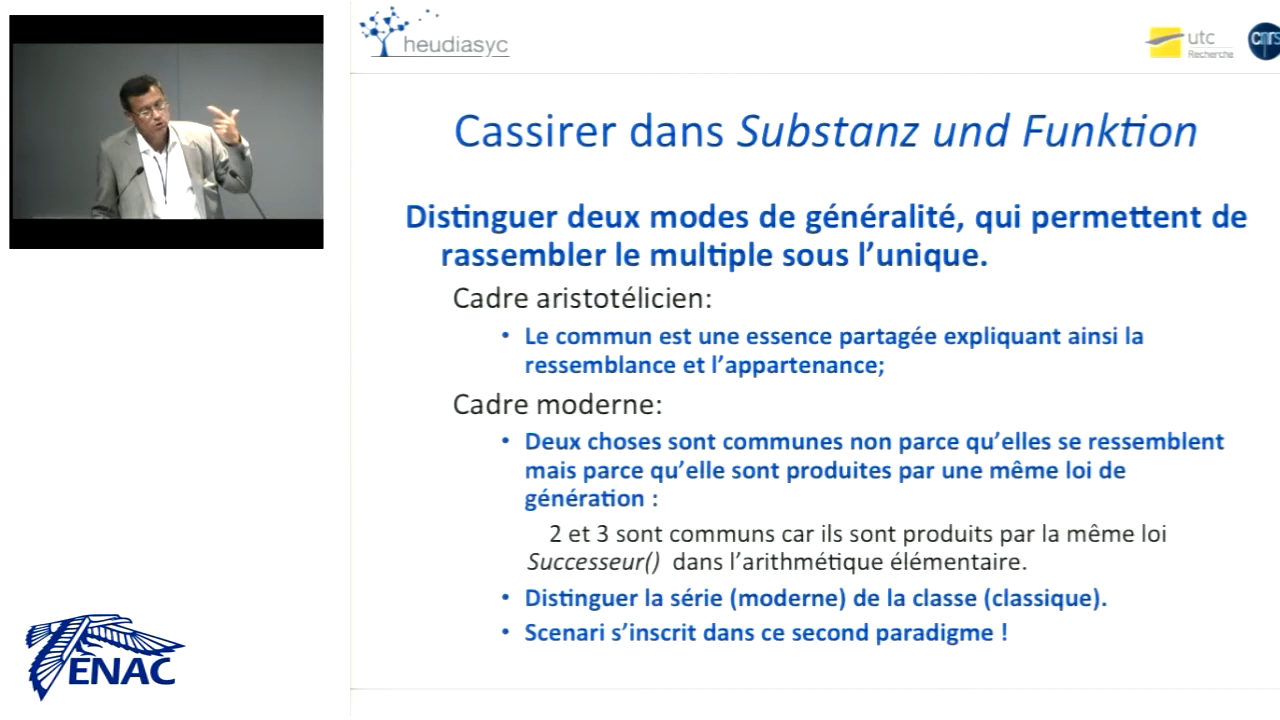 heudiasyc
utc
Recherche
cnrs
Cassirer dans Substanz und Funktion
Distinguer deux modes de généralité, qui permettent de
rassembler le multiple sous l’unique.
Cadre aristotélicien:
• Le commun est une essence partagée expliquant ainsi la
ressemblance et l’appartenance;
Cadre moderne:
• Deux choses sont communes non parce qu’elles se ressemblent
mais parce qu’elle sont produites par une même loi de
génération :
2 et 3 sont communs car ils sont produits par la même loi
Successeur() dans l’arithmétique élémentaire.
• Distinguer la série (moderne) de la classe (classique).
• Scenari s’inscrit dans ce second paradigme !
ENAC